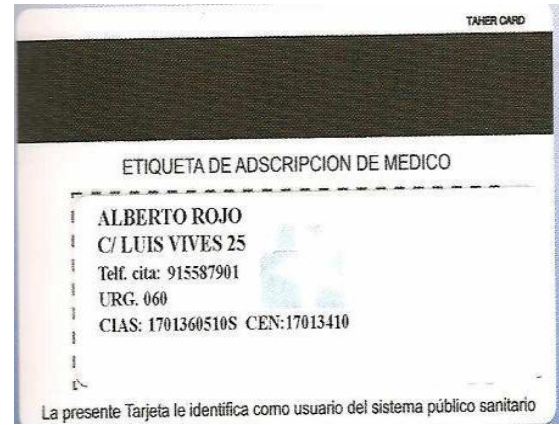 TAHER CARD
ETIQUETA DE ADSCRIPCION DE MEDICO
ALBERTO ROJO
C/ LUIS VIVES 25
Telf. cita: 915587901
URG. 060
CIAS: 1701360510S CEN:17013410
La presente Tarjeta le identifica como usuario del sistema público sanitario